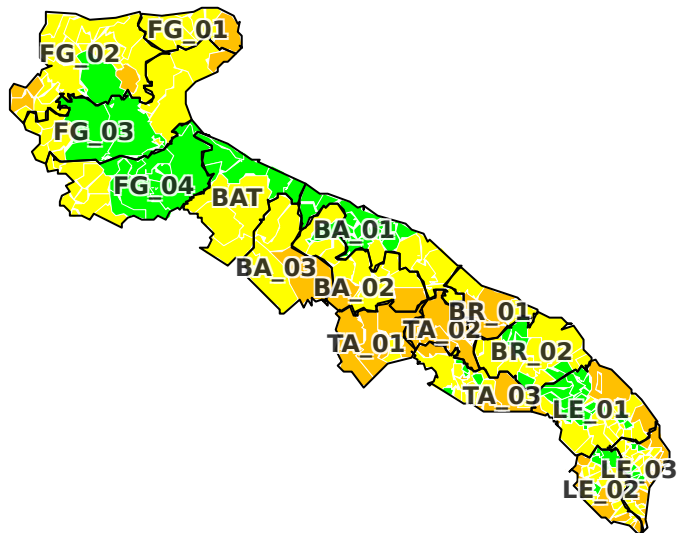 FG_01
FG_02
FG_03
FG_04
BAT
BA_01
BA_03
BA_02
BR_01
TA_02
TA_01
BR_02
TA_03
LE_01
LE_03
LE_02